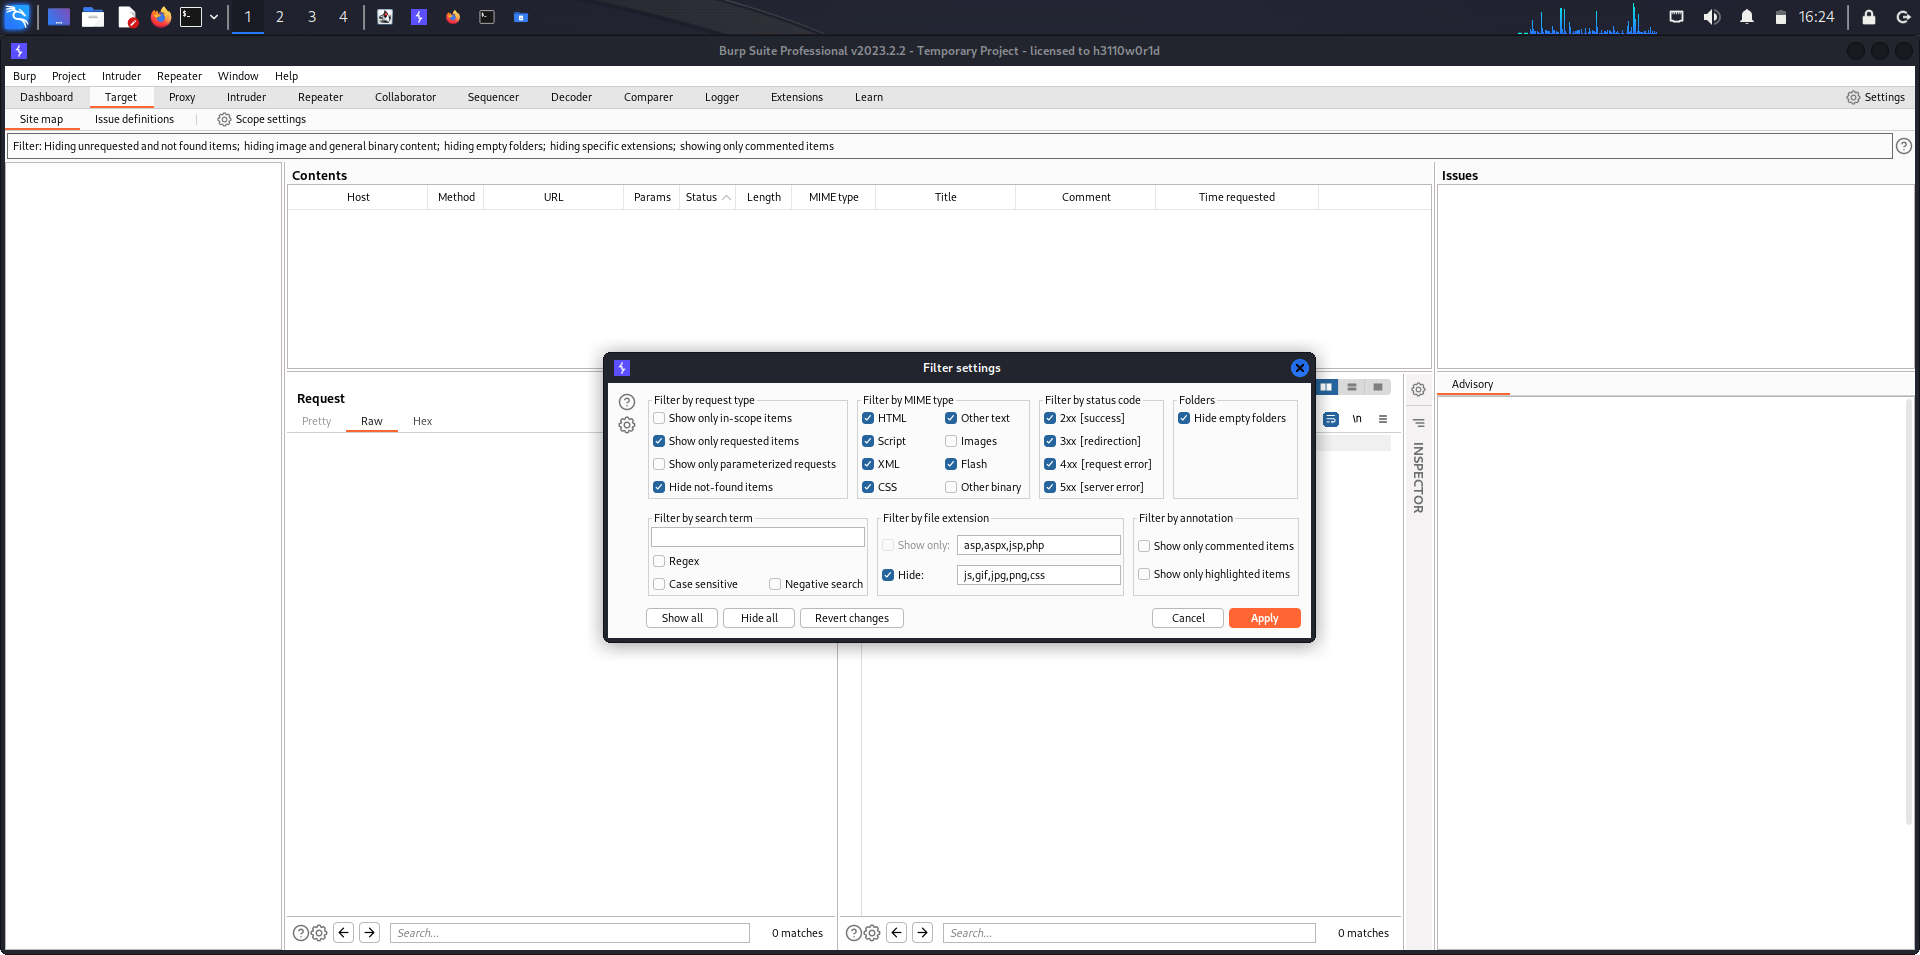 1 2 3 4 16:24
Burp Suite Professional v2023.2.2 - Temporary Project - licensed to h3110w0r1d
Burp Project Intruder Repeater Window Help
Dashboard Target Proxy Intruder Repeater Collaborator Sequencer Decoder Comparer Logger Extensions Learn Settings
Site map Issue definitions Scope settings
Filter: Hiding unrequested and not found items; hiding image and general binary content; hiding empty folders; hiding specific extensions; showing only commented items
Contents
Issues
Host Method URL Params Status Length MIME type Title Comment Time requested
Filter settings
Advisory
Request
Pretty Raw Hex
\n
INSPECTOR
Filter by request type
Show only in-scope items
Show only requested items
Show only parameterized requests
Hide not-found items
Filter by MIME type
HTML Other text
Script Images
XML Flash
CSS Other binary
Filter by status code
2xx [success]
3xx [redirection]
4xx [request error]
5xx [server error]
Folders
Hide empty folders
Filter by search term
Regex
Case sensitive Negative search
Filter by file extension
Show only: asp,aspx,jsp,php
Hide: js,gif,jpg,png,css
Filter by annotation
Show only commented items
Show only highlighted items
Show all Hide all Revert changes Cancel Apply
Search... 0 matches Search... 0 matches